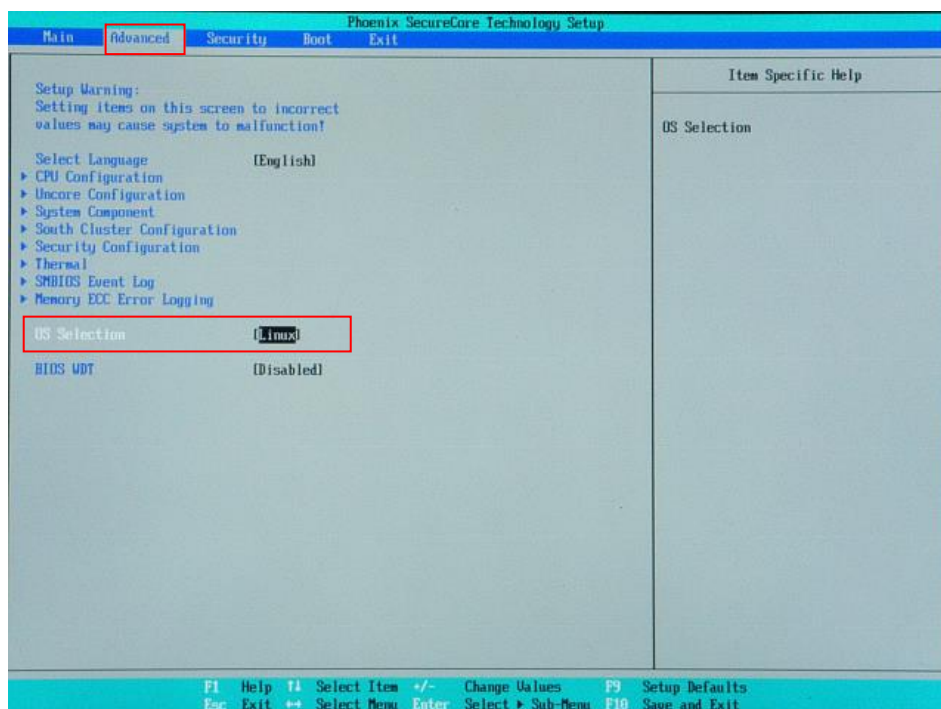 Phoenix SecureCore Technology Setup
Main Advanced Security Boot Exit
Item Specific Help
Setup Warning:
Setting items on this screen to incorrect
values may cause system to malfunction!
OS Selection
Select Language [English]
▶ CPU Configuration
▶ Uncore Configuration
▶ System Component
▶ South Cluster Configuration
▶ Security Configuration
▶ Thermal
▶ SMBIOS Event Log
▶ Memory ECC Error Logging
OS Selection [Linux]
BIOS WDT [Disabled]
F1 Help ↑↓ Select Item +/- Change Values F9 Setup Defaults
Esc Exit ↔ Select Menu Enter Select ▶ Sub-Menu F10 Save and Exit